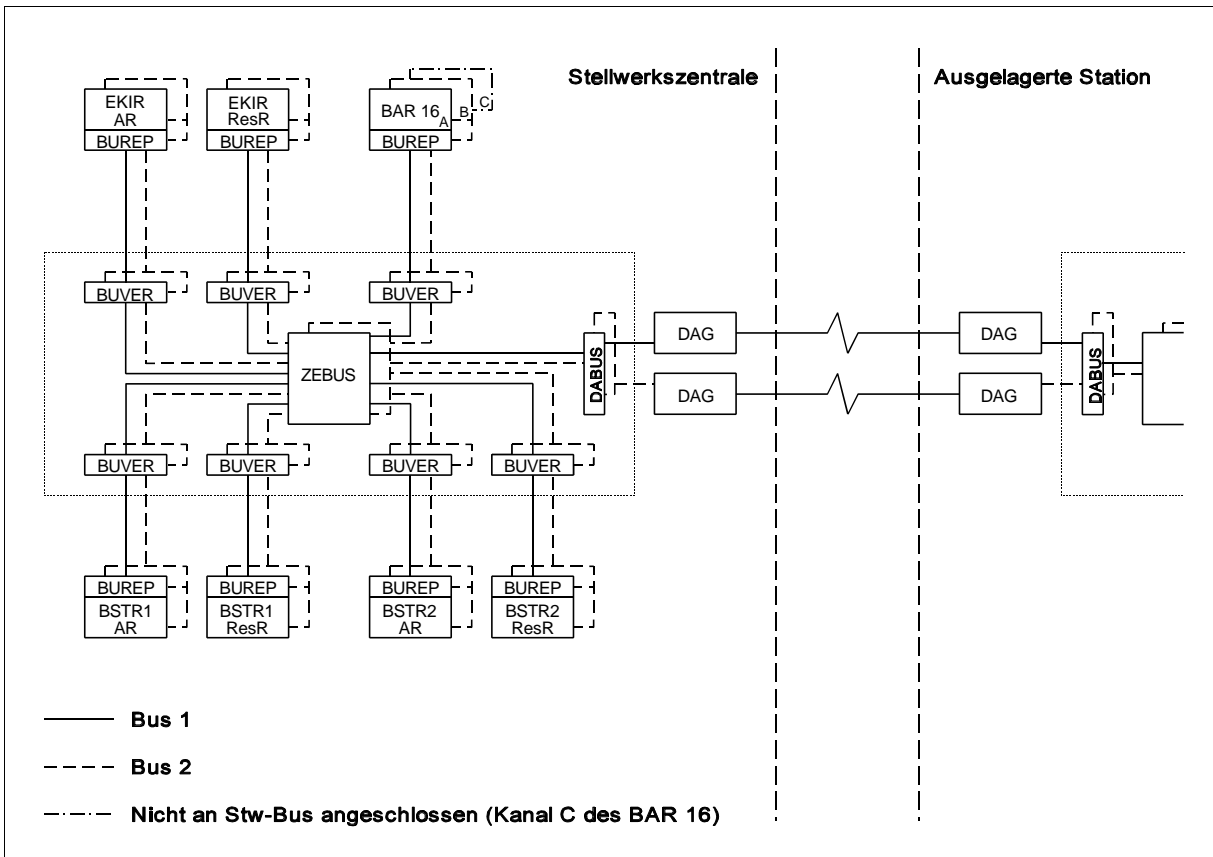 Stellwerkszentrale
Ausgelagerte Station
EKIR
AR
BUREP
EKIR
ResR
BUREP
BAR 16
A
B
C
BUREP
BUVER
BUVER
BUVER
ZEBUS
DABUS
DAG
DAG
DAG
DAG
DABUS
BUVER
BUVER
BUVER
BUVER
BUREP
BSTR1
AR
BUREP
BSTR1
ResR
BUREP
BSTR2
AR
BUREP
BSTR2
ResR
Bus 1
Bus 2
Nicht an Stw-Bus angeschlossen (Kanal C des BAR 16)